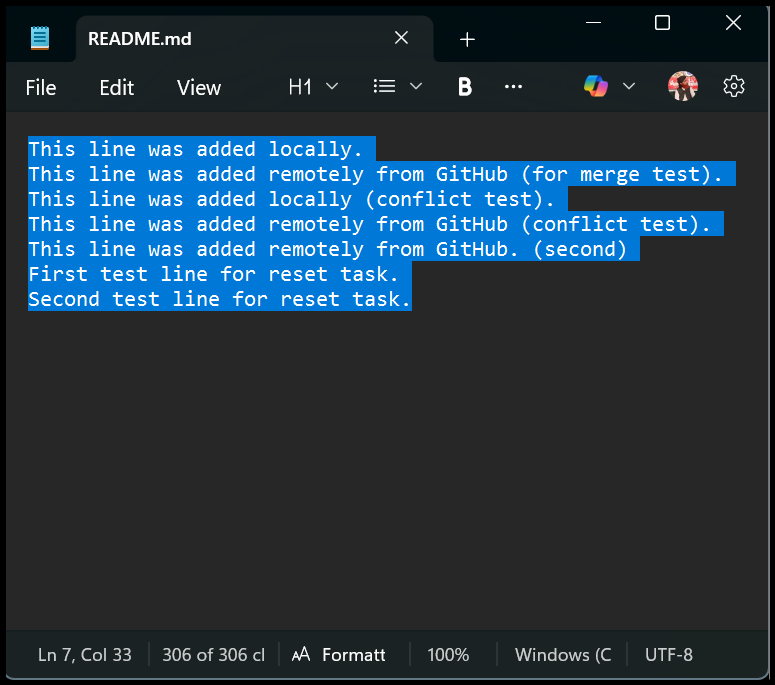 README.md
File Edit View H1 B ...
This line was added locally.
This line was added remotely from GitHub (for merge test).
This line was added locally (conflict test).
This line was added remotely from GitHub (conflict test).
This line was added remotely from GitHub. (second)
First test line for reset task.
Second test line for reset task.
Ln 7, Col 33 306 of 306 cl AA Formatt 100% Windows (C UTF-8